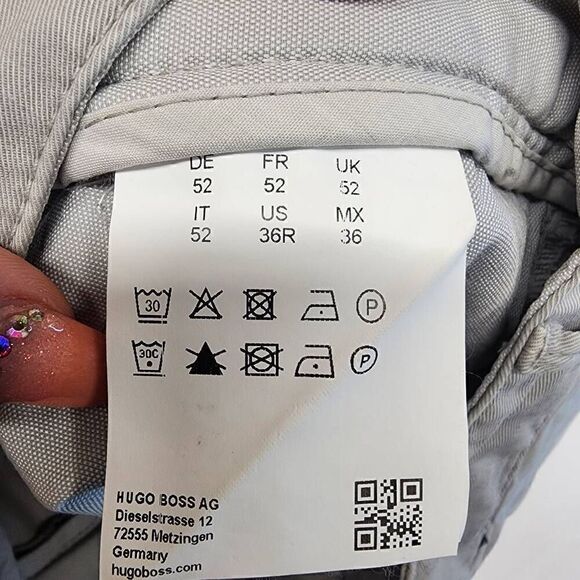 DE FR UK
52 52 52
IT US MX
52 36R 36
30 P
30C P
HUGO BOSS AG
Dieselstrasse 12
72555 Metzingen
Germany
hugoboss.com